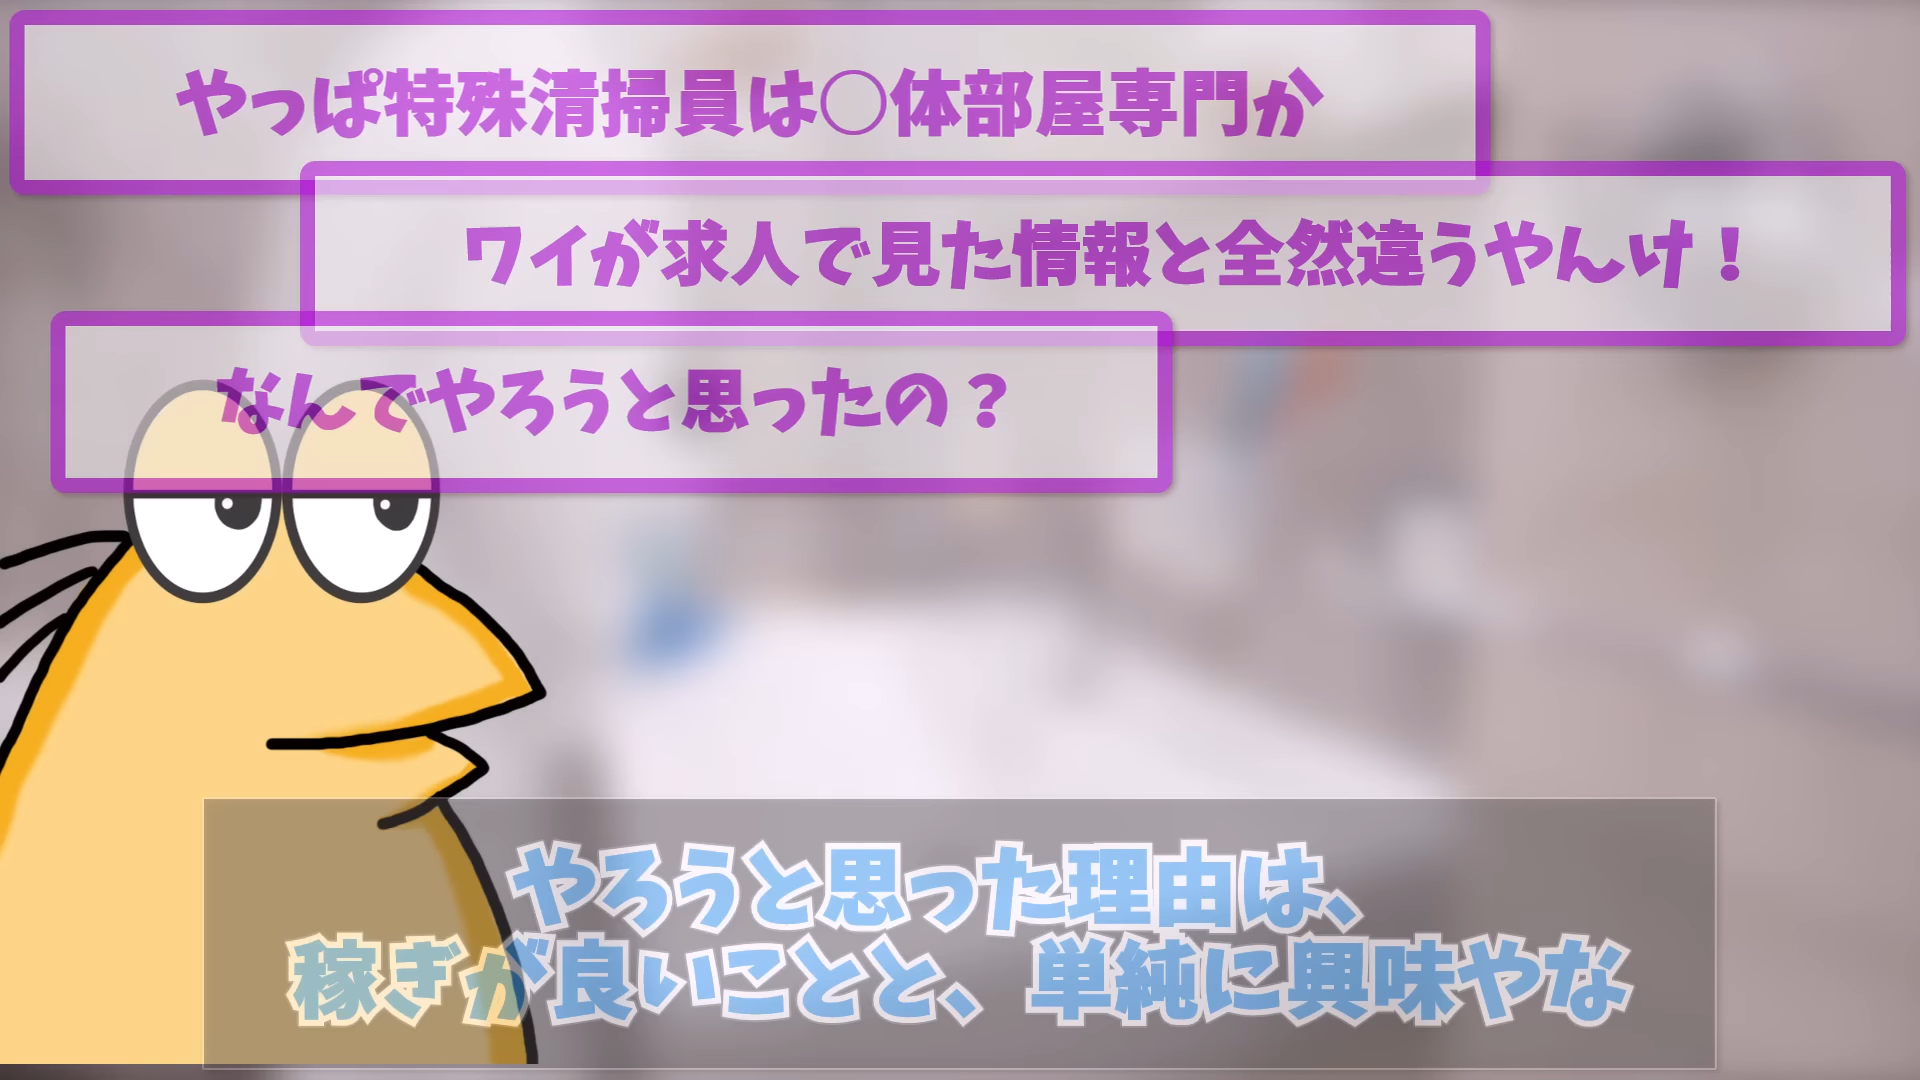 やっぱ特殊清掃員は◯体部屋専門か
ワイが求人で見た情報と全然違うやんけ！
なんでやろうと思ったの？
やろうと思った理由は、
稼ぎが良いことと、単純に興味やな